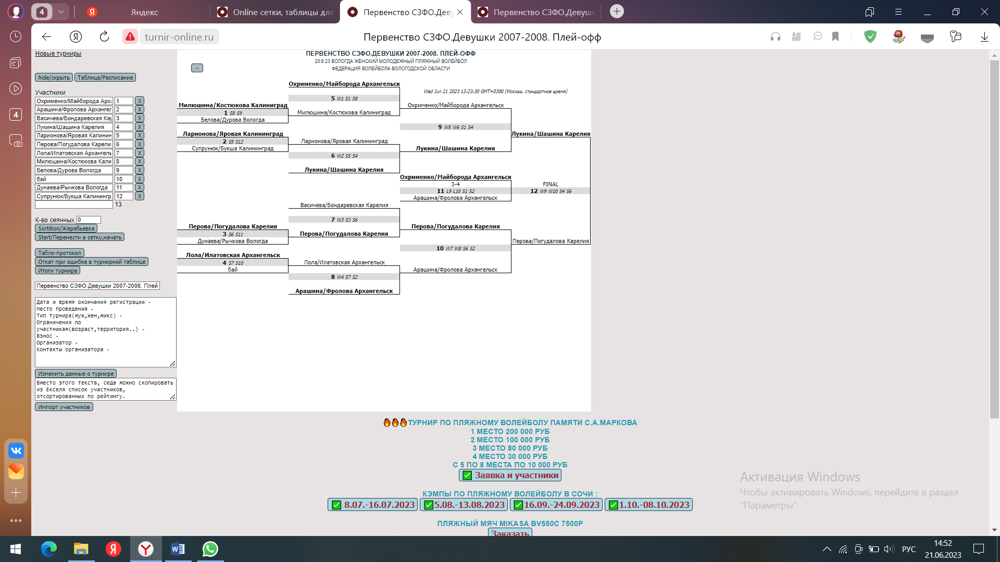 4
Яндекс
Online сетки, таблицы для
Первенство СЗФО.Деву
Первенство СЗФО.Девушк
turnir-online.ru
Первенство СЗФО.Девушки 2007-2008. Плей-офф
4
Новые турниры
hide/скрыть
Таблица/Расписание
Участники
Охрименко/Майборода Арха 1 X
Арашина/Фролова Архангел 2 X
Васичева/Бондаревская Кар 3 X
Лукина/Шашина Карелия 4 X
Ларионова/Яровая Калинин 5 X
Перова/Погудалова Карели 6 X
Лола/Илатовская Архангель 7 X
Милюшина/Костюкова Кали 8 X
Белова/Дурова Вологда 9 X
бай 10 X
Дунаева/Рычкова Вологда 11 X
Супрунюк/Букша Калинингр 12 X
13
К-во сеянных 0
Sortition/Жеребьевка
Start/Перенести в сетку,начать
Табло-протокол
Откат при ошибке в турнирной таблице
Итоги турнира
Первенство СЗФО.Девушки 2007-2008. Плей-
Дата и время окончания регистрации -
Место проведения -
Тип турнира(муж,жен,микс) -
Ограничения по
участникам(возраст,территория..) -
Взнос -
Организатор -
Контакты организатора -
Изменить данные о турнире
Вместо этого текста, сюда можно скопировать
из Екселя список участников,
отсортированных по рейтингу.
Импорт участников
ПЕРВЕНСТВО СЗФО.ДЕВУШКИ 2007-2008. ПЛЕЙ-ОФФ
20.6.23 ВОЛОГДА ЖЕНСКИЙ МОЛОДЕЖНЫЙ ПЛЯЖНЫЙ ВОЛЕЙБОЛ
ФЕДЕРАЦИЯ ВОЛЕЙБОЛА ВОЛОГОДСКОЙ ОБЛАСТИ
-
Wed Jun 21 2023 13:23:30 GMT+0300 (Москва, стандартное время)
Милюшина/Костюкова Калиниград
1 S8 S9
Белова/Дурова Вологда
Ларионова/Яровая Калининград
2 S5 S12
Супрунюк/Букша Калининград
Перова/Погудалова Карелия
3 S6 S11
Дунаева/Рычкова Вологда
Лола/Илатовская Архангельск
4 S7 S10
бай
Охрименко/Майборода Архангельск
5 W1 S1 S8
Милюшина/Костюкова Калиниград
Ларионова/Яровая Калининград
6 W2 S5 S4
Лукина/Шашина Карелия
Васичева/Бондаревская Карелия
7 W3 S3 S6
Перова/Погудалова Карелия
Лола/Илатовская Архангельск
8 W4 S7 S2
Арашина/Фролова Архангельск
Охрименко/Майборода Архангельск
9 W5 W6 S1 S4
Лукина/Шашина Карелия
Охрименко/Майборода Архангельск
3-4
11 L9 L10 S1 S2
Арашина/Фролова Архангельск
Перова/Погудалова Карелия
10 W7 W8 S6 S2
Арашина/Фролова Архангельск
Лукина/Шашина Карелия
FINAL
12 W9 W10 S4 S6
Перова/Погудалова Карелия
ТУРНИР ПО ПЛЯЖНОМУ ВОЛЕЙБОЛУ ПАМЯТИ С.А.МАРКОВА
1 МЕСТО 200 000 РУБ
2 МЕСТО 100 000 РУБ
3 МЕСТО 80 000 РУБ
4 МЕСТО 30 000 РУБ
С 5 ПО 8 МЕСТА ПО 10 000 РУБ
Заявка и участники
КЭМПЫ ПО ПЛЯЖНОМУ ВОЛЕЙБОЛУ В СОЧИ :
8.07.-16.07.2023
5.08.-13.08.2023
16.09.-24.09.2023
1.10.-08.10.2023
ПЛЯЖНЫЙ МЯЧ MIKASA BV550C 7500Р
Заказать
Активация Windows
Чтобы активировать Windows, перейдите в раздел
"Параметры".
РУС
14:52
21.06.2023